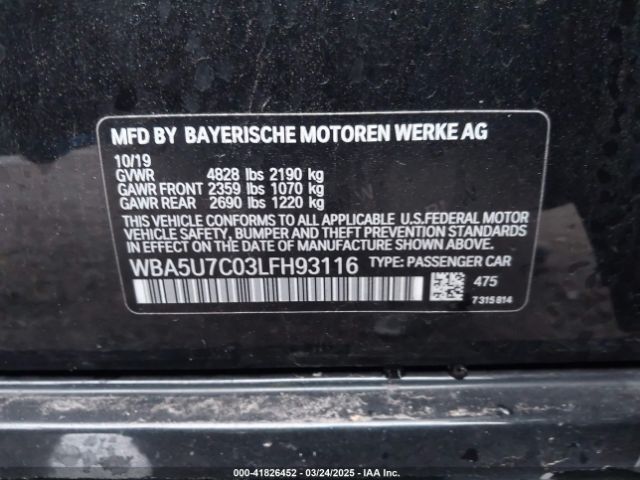 MFD BY BAYERISCHE MOTOREN WERKE AG
10/19
GVWR 4828 lbs 2190 kg
GAWR FRONT 2359 lbs 1070 kg
GAWR REAR 2690 lbs 1220 kg
THIS VEHICLE CONFORMS TO ALL APPLICABLE U.S.FEDERAL MOTOR
VEHICLE SAFETY, BUMPER AND THEFT PREVENTION STANDARDS IN
EFFECT ON THE DATE OF MANUFACTURE SHOWN ABOVE.
WBA5U7C03LFH93116 TYPE: PASSENGER CAR
475
7315814
000-41826452 - 03/24/2025 - IAA Inc.